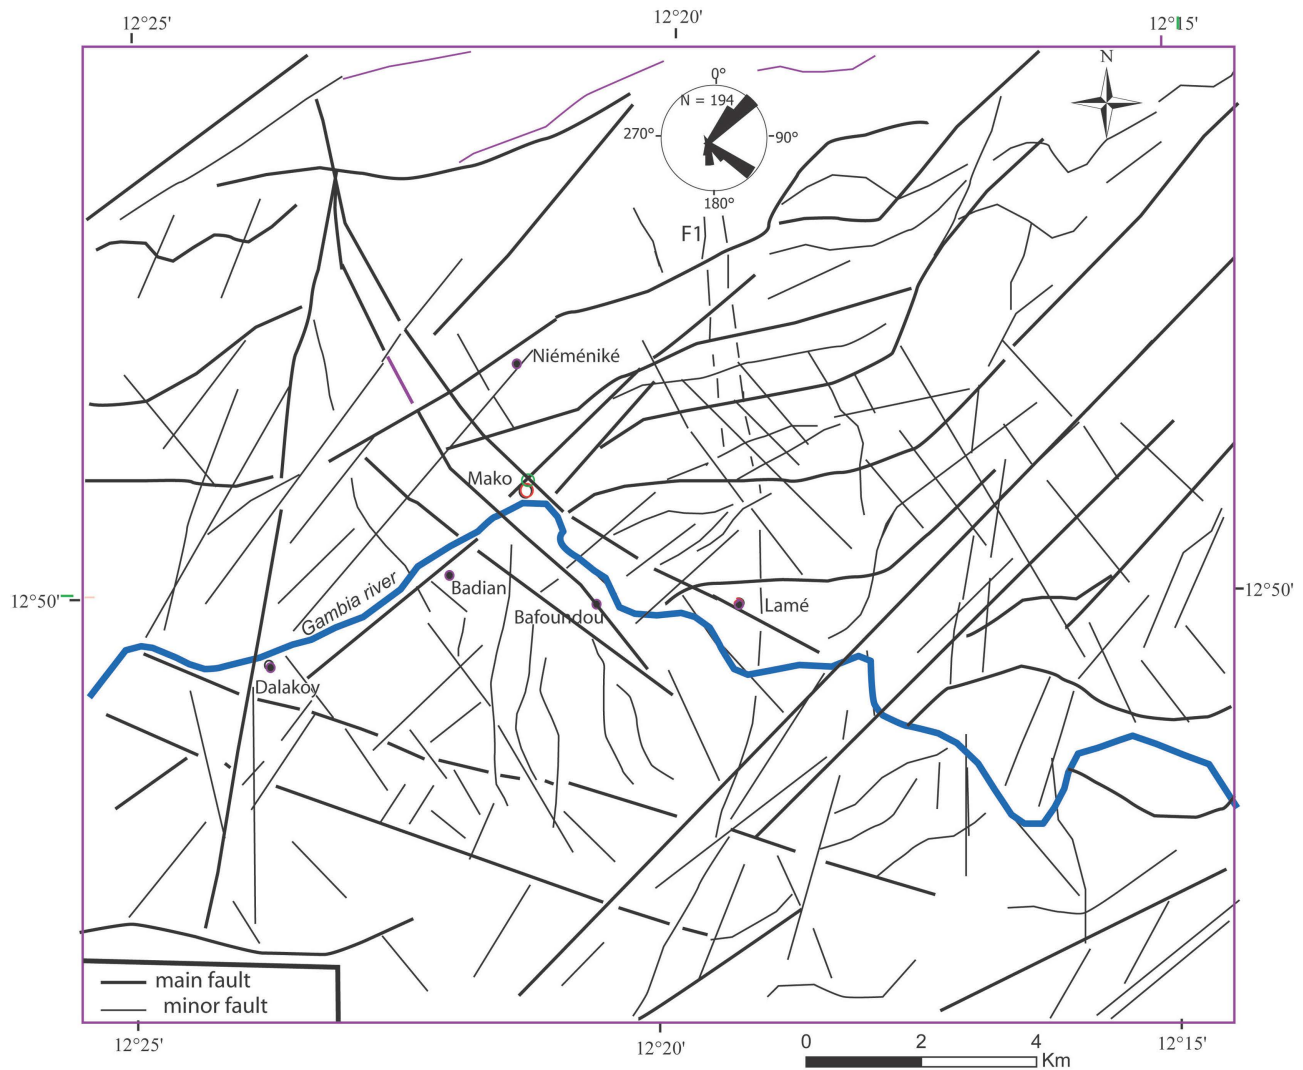 12°25'
12°20'
12°15'
N
0°
N = 194
270°
90°
180°
F1
Niéméniké
Mako
Badian
Gambia river
Bafoundou
Lamé
12°50'
12°50'
Dalakoy
main fault
minor fault
12°25'
12°20'
12°15'
0
2
4
Km